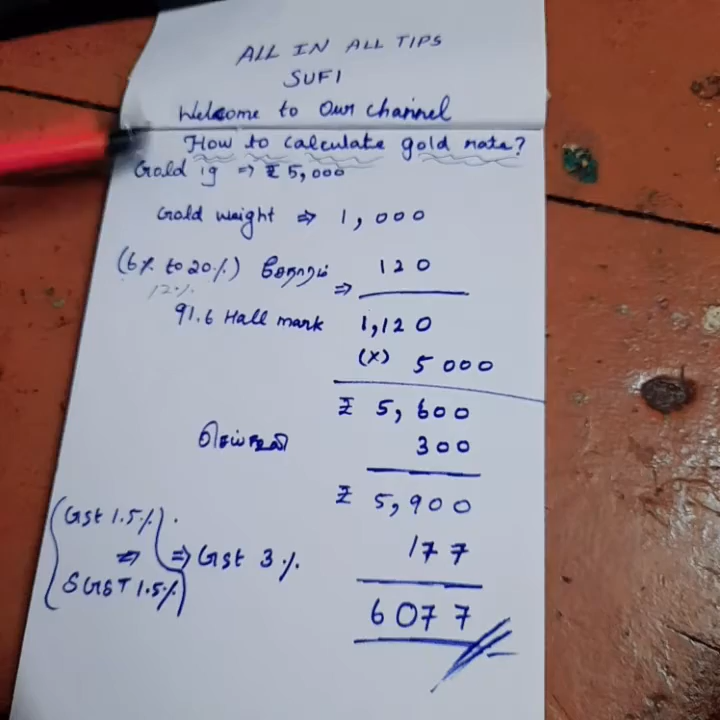 ALL IN ALL TIPS
SUFI
Welcome to Our channel
How to calculate gold rate?
Gold 1g => ₹ 5,000
Gold weight => 1,000
(6% to 20%) சேதாரம் => 120
12%
91.6 Hall mark 1,120
(x) 5000
₹ 5,600
செய்கூலி 300
₹ 5,900
Gst 1.5%
177
=> Gst 3%
SGST 1.5%
6077